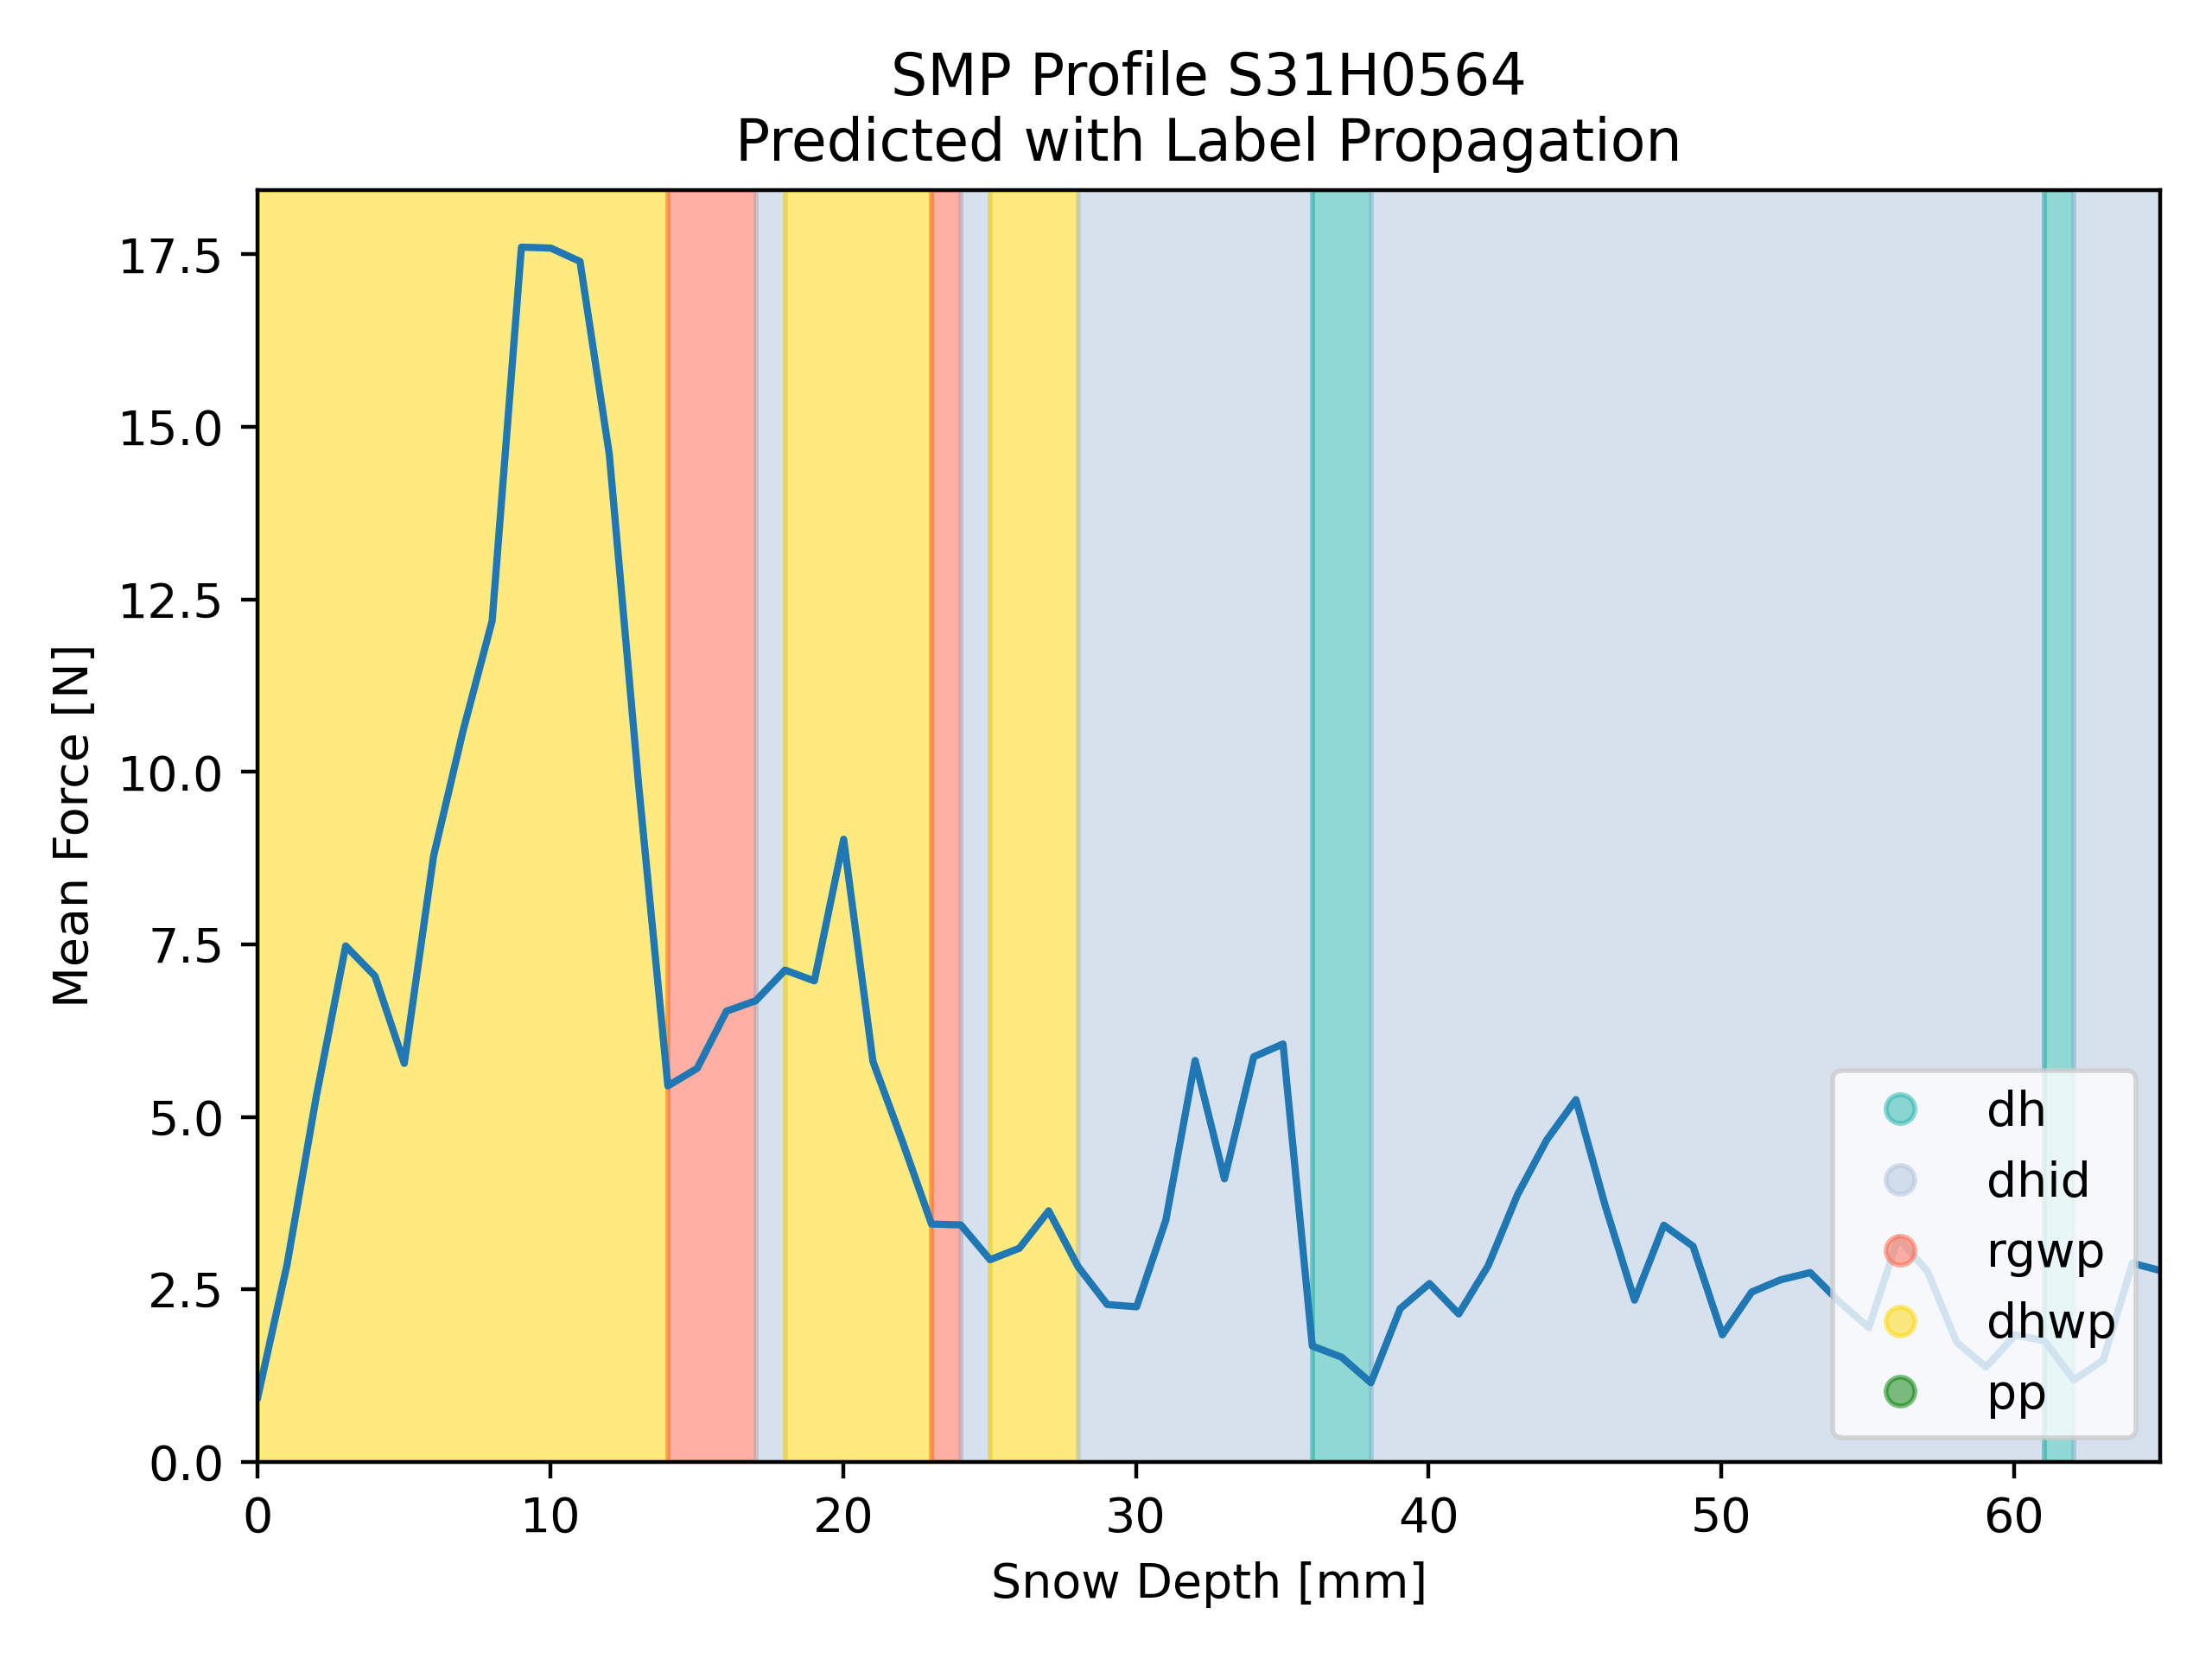 SMP Profile S31H0564
Predicted with Label Propagation
Mean Force [N]
17.5
15.0
12.5
10.0
7.5
5.0
2.5
0.0
dh
dhid
rgwp
dhwp
pp
0 10 20 30 40 50 60
Snow Depth [mm]